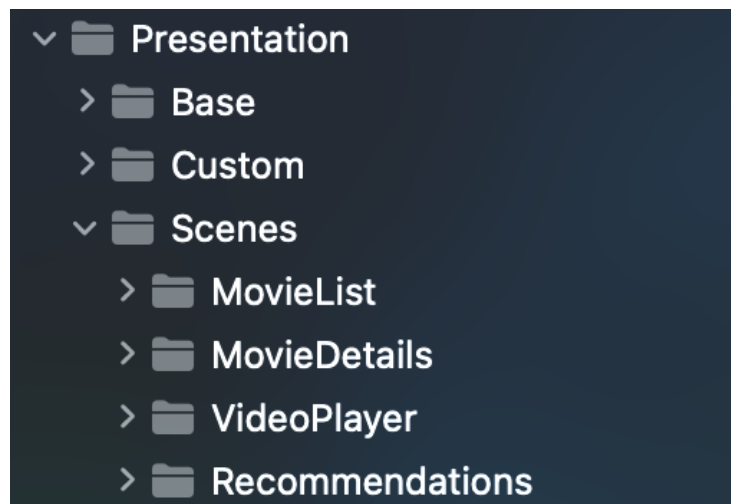 Presentation
Base
Custom
Scenes
MovieList
MovieDetails
VideoPlayer
Recommendations